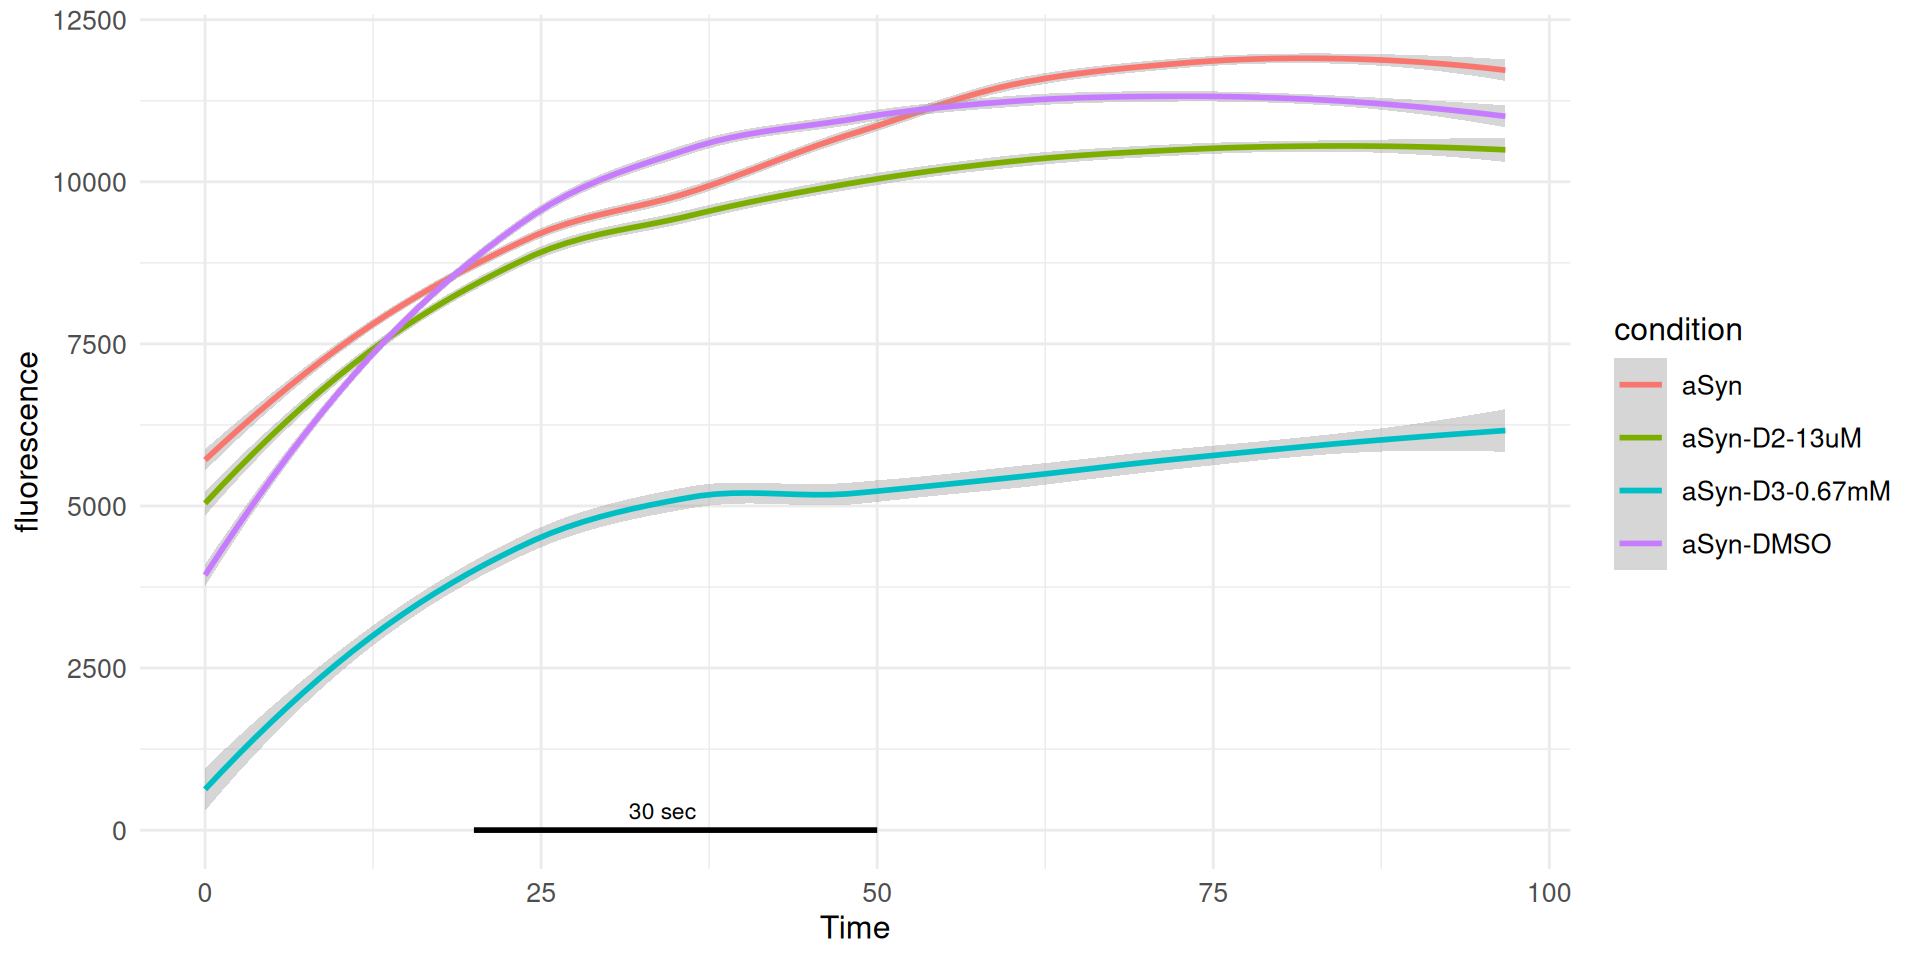 12500
10000
7500
5000
2500
0
fluorescence
30 sec
0 25 50 75 100
Time
condition
aSyn
aSyn-D2-13uM
aSyn-D3-0.67mM
aSyn-DMSO